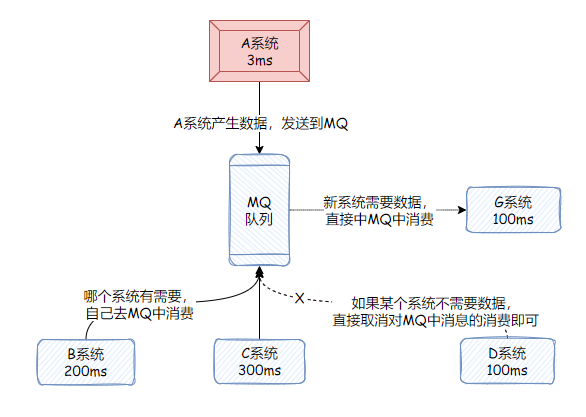 A系统
3ms
A系统产生数据，发送到MQ
MQ
队列
新系统需要数据，
直接中MQ中消费
G系统
100ms
哪个系统有需要，
自己去MQ中消费
X
如果某个系统不需要数据，
直接取消对MQ中消息的消费即可
B系统
200ms
C系统
300ms
D系统
100ms